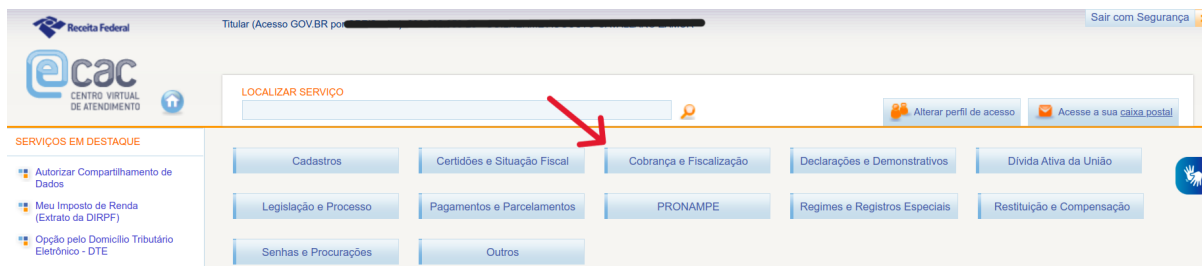 Receita Federal
Titular (Acesso GOV.BR por
Sair com Segurança
ecac
CENTRO VIRTUAL
DE ATENDIMENTO
LOCALIZAR SERVIÇO
Alterar perfil de acesso
Acesse a sua caixa postal
SERVIÇOS EM DESTAQUE
Autorizar Compartilhamento de
Dados
Meu Imposto de Renda
(Extrato da DIRPF)
Opção pelo Domicílio Tributário
Eletrônico - DTE
Cadastros
Certidões e Situação Fiscal
Cobrança e Fiscalização
Declarações e Demonstrativos
Dívida Ativa da União
Legislação e Processo
Pagamentos e Parcelamentos
PRONAMPE
Regimes e Registros Especiais
Restituição e Compensação
Senhas e Procurações
Outros